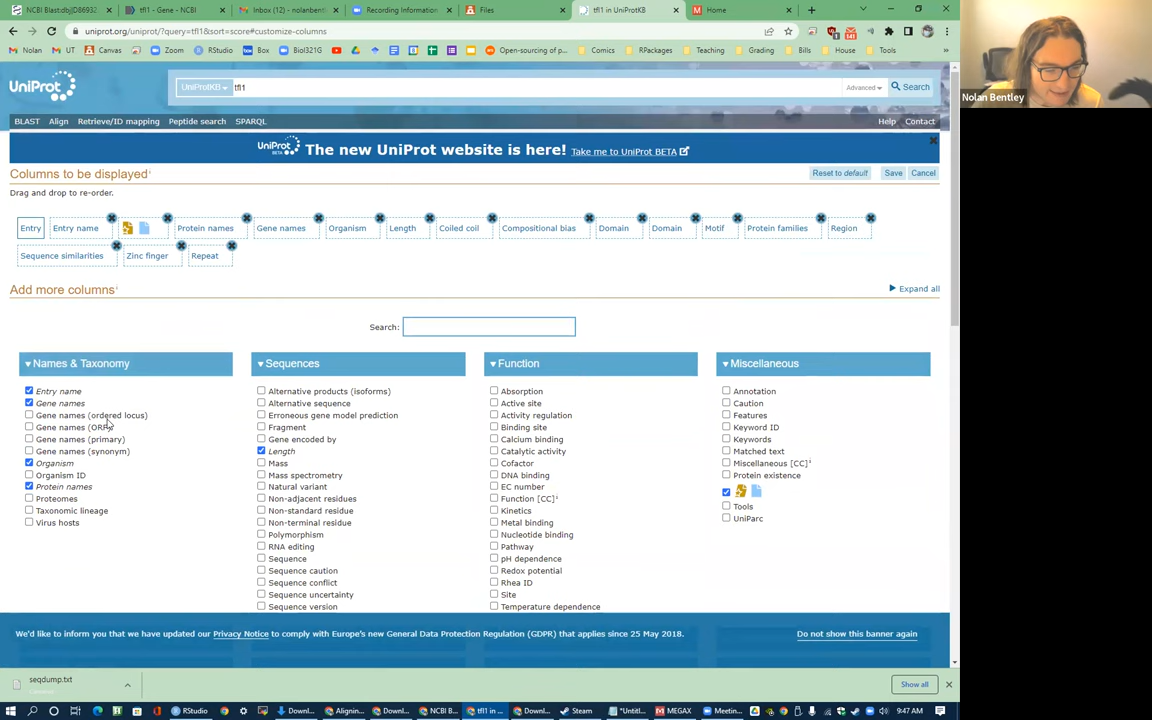 NCBI Blast:dbj|D86932.
tfl1 - Gene - NCBI
Inbox (12) - nolanbent
Recording Information
Files
tfl1 in UniProtKB
Home
uniprot.org/uniprot/?query=tfl1&sort=score#customize-columns
Nolan
UT
Canvas
Zoom
RStudio
Box
Biol321G
Open-sourcing of p...
Comics
RPackages
Teaching
Grading
Bills
House
Tools
UniProt
UniProtKB
tfl1
Advanced
Search
BLAST
Align
Retrieve/ID mapping
Peptide search
SPARQL
Help
Contact
UniProt
BETA
The new UniProt website is here!
Take me to UniProt BETA
Columns to be displayed
Reset to default
Save
Cancel
Drag and drop to re-order.
Entry
Entry name
Protein names
Gene names
Organism
Length
Coiled coil
Compositional bias
Domain
Domain
Motif
Protein families
Region
Sequence similarities
Zinc finger
Repeat
Add more columns
Expand all
Search:
Names & Taxonomy
Entry name
Gene names
Gene names (ordered locus)
Gene names (ORF)
Gene names (primary)
Gene names (synonym)
Organism
Organism ID
Protein names
Proteomes
Taxonomic lineage
Virus hosts
Sequences
Alternative products (isoforms)
Alternative sequence
Erroneous gene model prediction
Fragment
Gene encoded by
Length
Mass
Mass spectrometry
Natural variant
Non-adjacent residues
Non-standard residue
Non-terminal residue
Polymorphism
RNA editing
Sequence
Sequence caution
Sequence conflict
Sequence uncertainty
Sequence version
Function
Absorption
Active site
Activity regulation
Binding site
Calcium binding
Catalytic activity
Cofactor
DNA binding
EC number
Function [CC]
Kinetics
Metal binding
Nucleotide binding
Pathway
pH dependence
Redox potential
Rhea ID
Site
Temperature dependence
Miscellaneous
Annotation
Caution
Features
Keyword ID
Keywords
Matched text
Miscellaneous [CC]
Protein existence
Tools
UniParc
We'd like to inform you that we have updated our Privacy Notice to comply with Europe's new General Data Protection Regulation (GDPR) that applies since 25 May 2018.
Do not show this banner again
seqdump.txt
Show all
RStudio
Downl...
Alignin...
Downl...
NCBI B...
tfl1 in ...
Downl...
Steam
*Untitl...
MEGAX
Meetin...
9:47 AM
Nolan Bentley